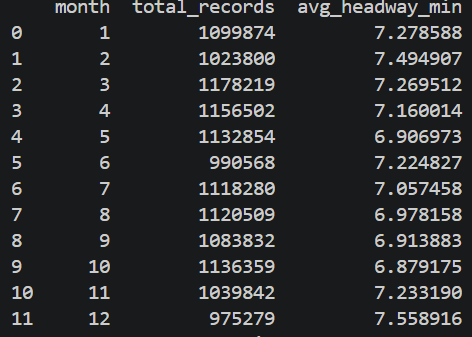 month total_records avg_headway_min
0 1 1099874 7.278588
1 2 1023800 7.494907
2 3 1178219 7.269512
3 4 1156502 7.160014
4 5 1132854 6.906973
5 6 990568 7.224827
6 7 1118280 7.057458
7 8 1120509 6.978158
8 9 1083832 6.913883
9 10 1136359 6.879175
10 11 1039842 7.233190
11 12 975279 7.558916